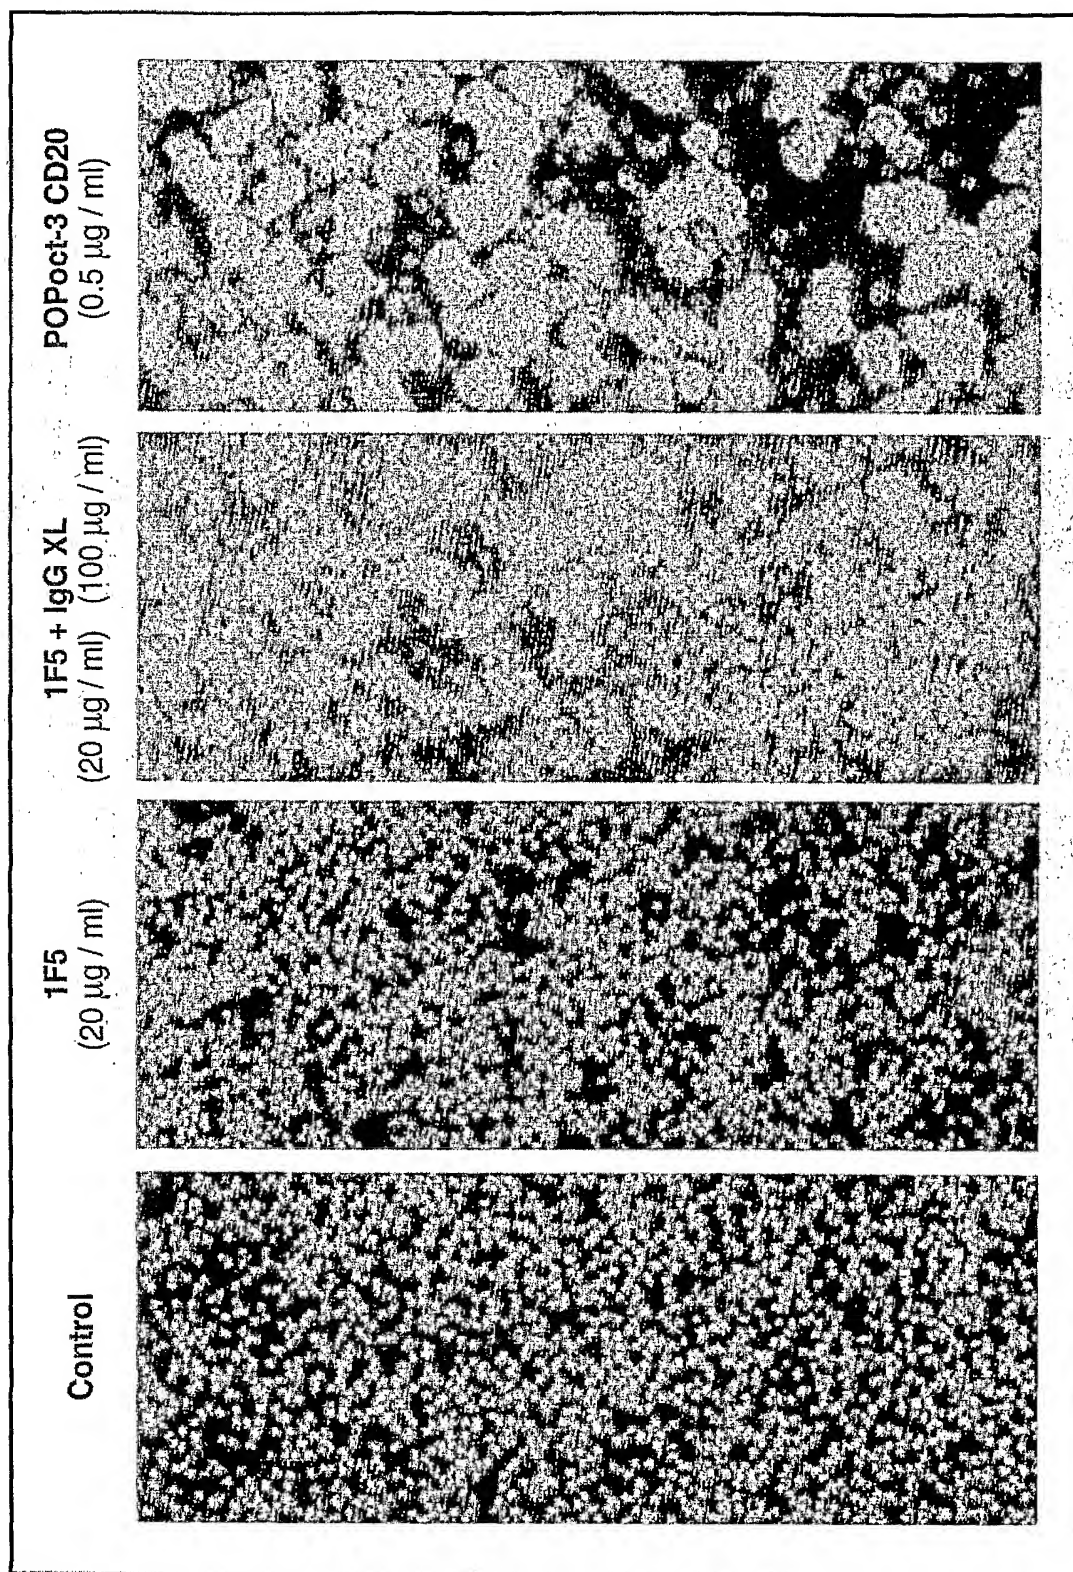 Control
1F5
(20 µg / ml)
1F5 + IgG XL
(20 µg / ml) (100 µg / ml)
POPoct-3 CD20
(0.5 µg / ml)